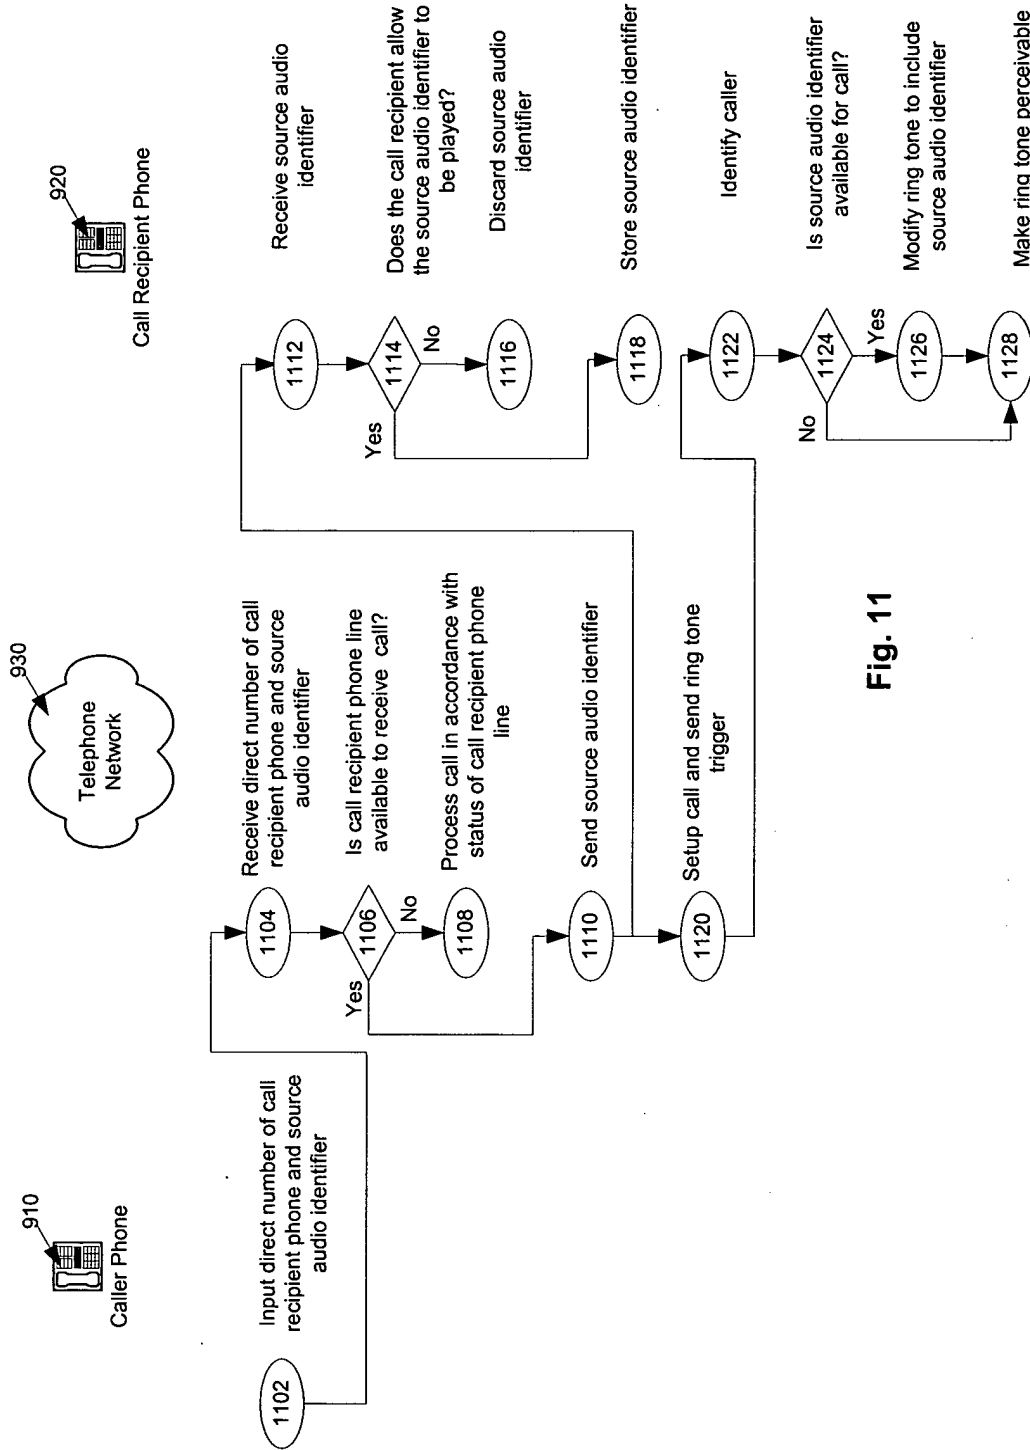 910
Caller Phone
930
Telephone
Network
920
Call Recipient Phone
1102
Input direct number of call
recipient phone and source
audio identifier
1104
Receive direct number of call
recipient phone and source
audio identifier
1106
Is call recipient phone line
available to receive call?
No
Yes
1108
Process call in accordance with
status of call recipient phone
line
1110
Send source audio identifier
1120
Setup call and send ring tone
trigger
1112
Receive source audio
identifier
1114
Does the call recipient allow
the source audio identifier to
be played?
No
Yes
1116
Discard source audio
identifier
1118
Store source audio identifier
1122
Identify caller
1124
Is source audio identifier
available for call?
No
Yes
1126
Modify ring tone to include
source audio identifier
1128
Make ring tone perceivable
Fig. 11